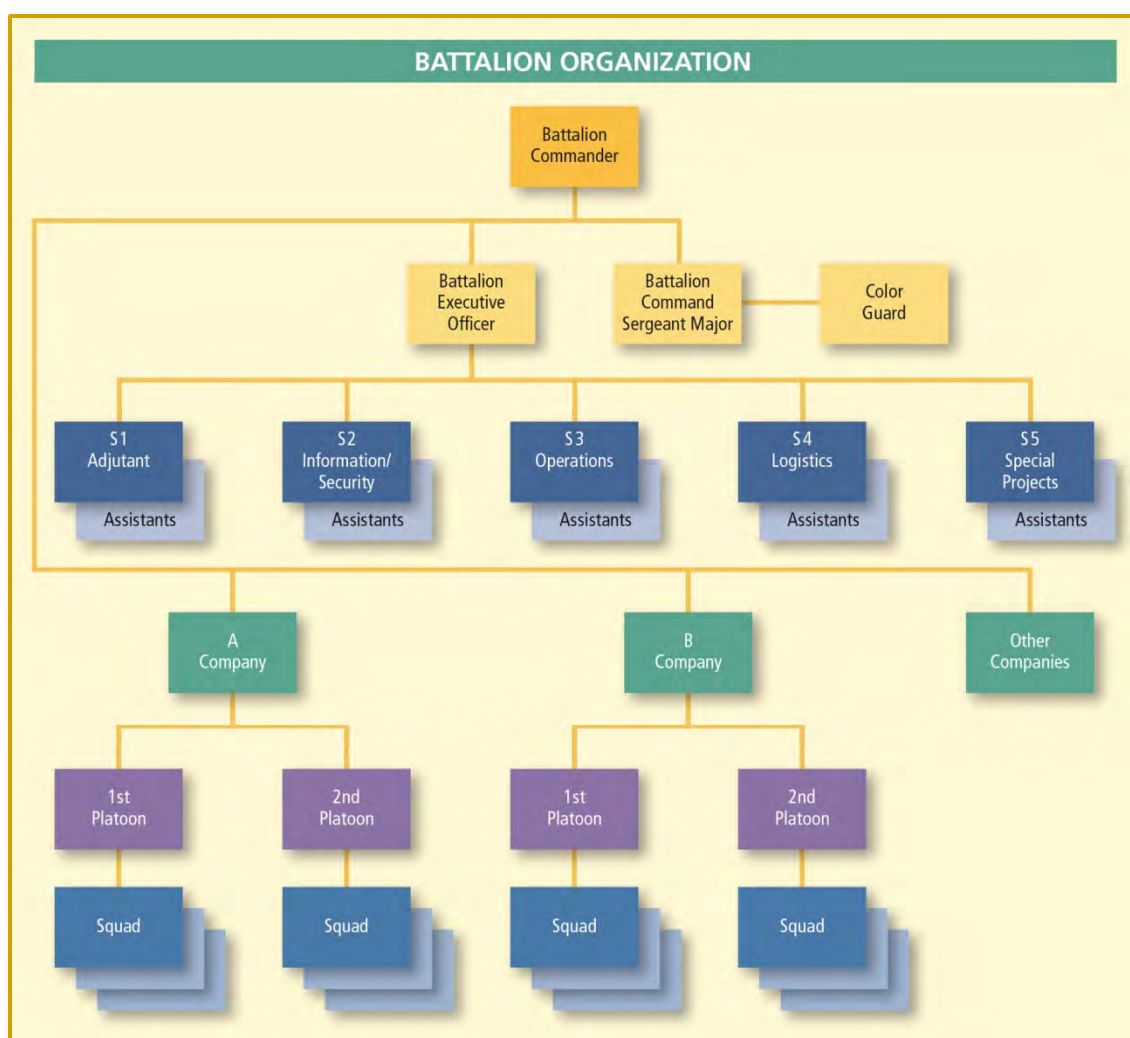 BATTALION ORGANIZATION
Battalion
Commander
Battalion
Executive
Officer
Battalion
Command
Sergeant Major
Color
Guard
S1
Adjutant
Assistants
S2
Information/
Security
Assistants
S3
Operations
Assistants
S4
Logistics
Assistants
S5
Special
Projects
Assistants
A
Company
B
Company
Other
Companies
1st
Platoon
2nd
Platoon
1st
Platoon
2nd
Platoon
Squad
Squad
Squad
Squad